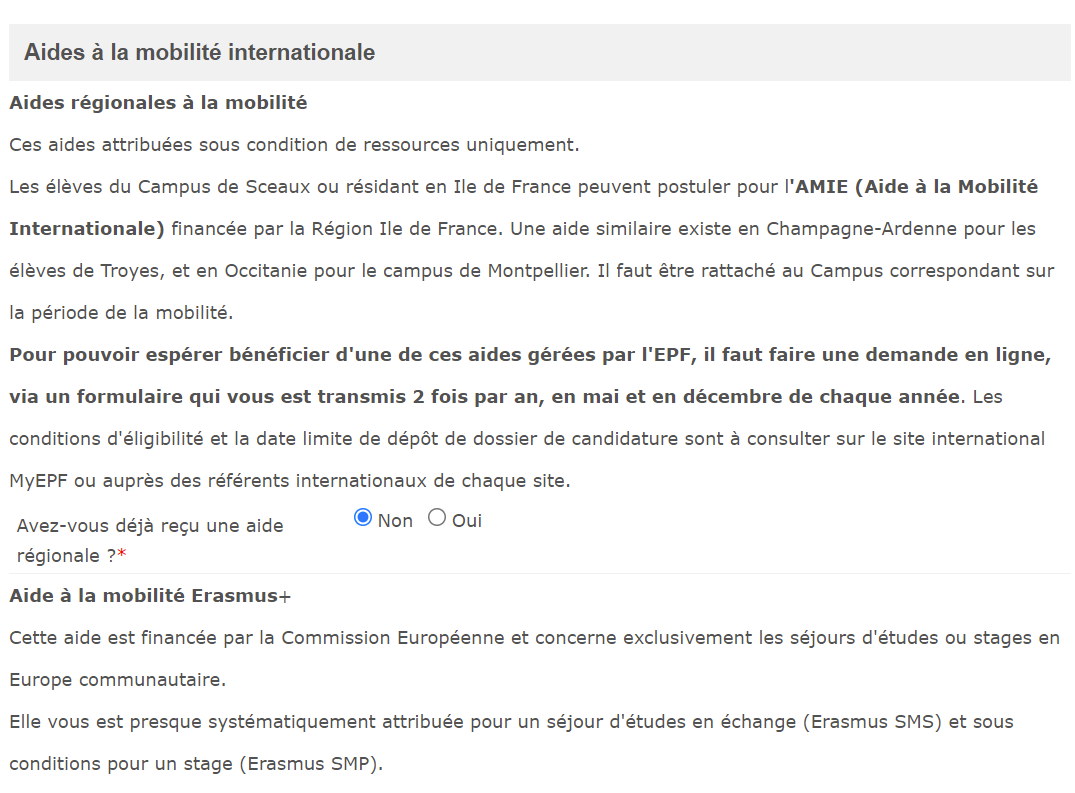 Aides à la mobilité internationale
Aides régionales à la mobilité
Ces aides attribuées sous condition de ressources uniquement.
Les élèves du Campus de Sceaux ou résidant en Ile de France peuvent postuler pour l'AMIE (Aide à la Mobilité
Internationale) financée par la Région Ile de France. Une aide similaire existe en Champagne-Ardenne pour les
élèves de Troyes, et en Occitanie pour le campus de Montpellier. Il faut être rattaché au Campus correspondant sur
la période de la mobilité.
Pour pouvoir espérer bénéficier d'une de ces aides gérées par l'EPF, il faut faire une demande en ligne,
via un formulaire qui vous est transmis 2 fois par an, en mai et en décembre de chaque année. Les
conditions d'éligibilité et la date limite de dépôt de dossier de candidature sont à consulter sur le site international
MyEPF ou auprès des référents internationaux de chaque site.
Avez-vous déjà reçu une aide
régionale ?*
Non Oui
Aide à la mobilité Erasmus+
Cette aide est financée par la Commission Européenne et concerne exclusivement les séjours d'études ou stages en
Europe communautaire.
Elle vous est presque systématiquement attribuée pour un séjour d'études en échange (Erasmus SMS) et sous
conditions pour un stage (Erasmus SMP).